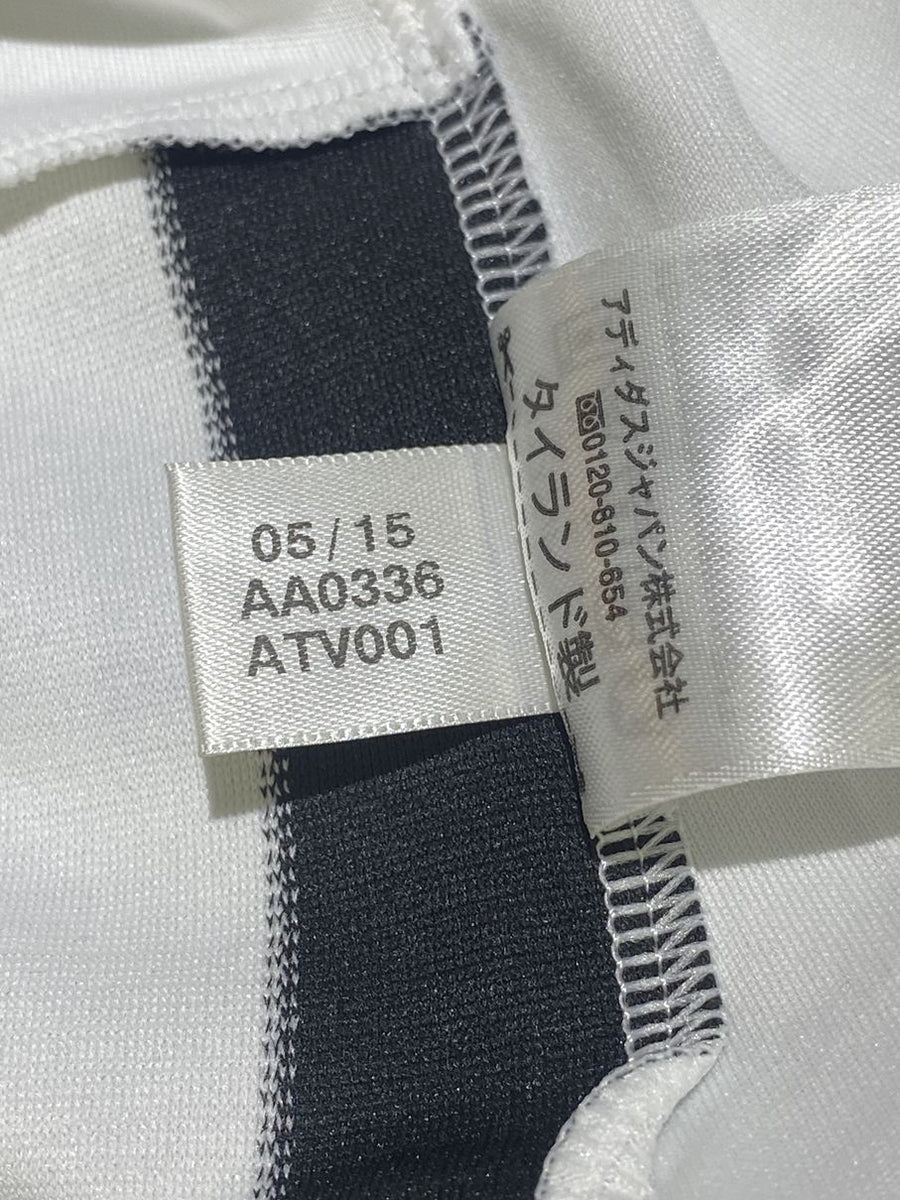 05/15
AA0336
ATV001
アディダスジャパン株式会社
0120-810-654
タイランド製